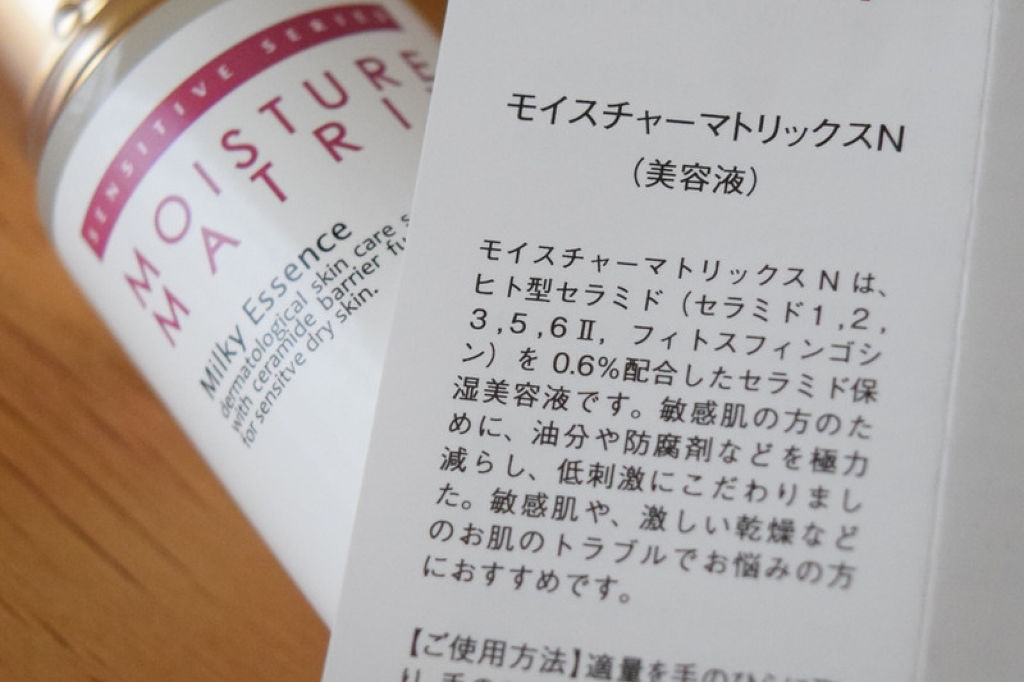 SENSITIVE SERIES
MOISTURE
Milky Essence
dermatological skin care
with ceramide barrier
for sensitve dry skin.
モイスチャーマトリックスN
（美容液）
モイスチャーマトリックスNは、
ヒト型セラミド（セラミド1,2,
3,5,6Ⅱ, フィトスフィンゴシ
ン）を 0.6%配合したセラミド保
湿美容液です。敏感肌の方のた
めに、油分や防腐剤などを極力
減らし、低刺激にこだわりまし
た。敏感肌や、激しい乾燥など
のお肌のトラブルでお悩みの方
におすすめです。
【ご使用方法】適量を手のひらに